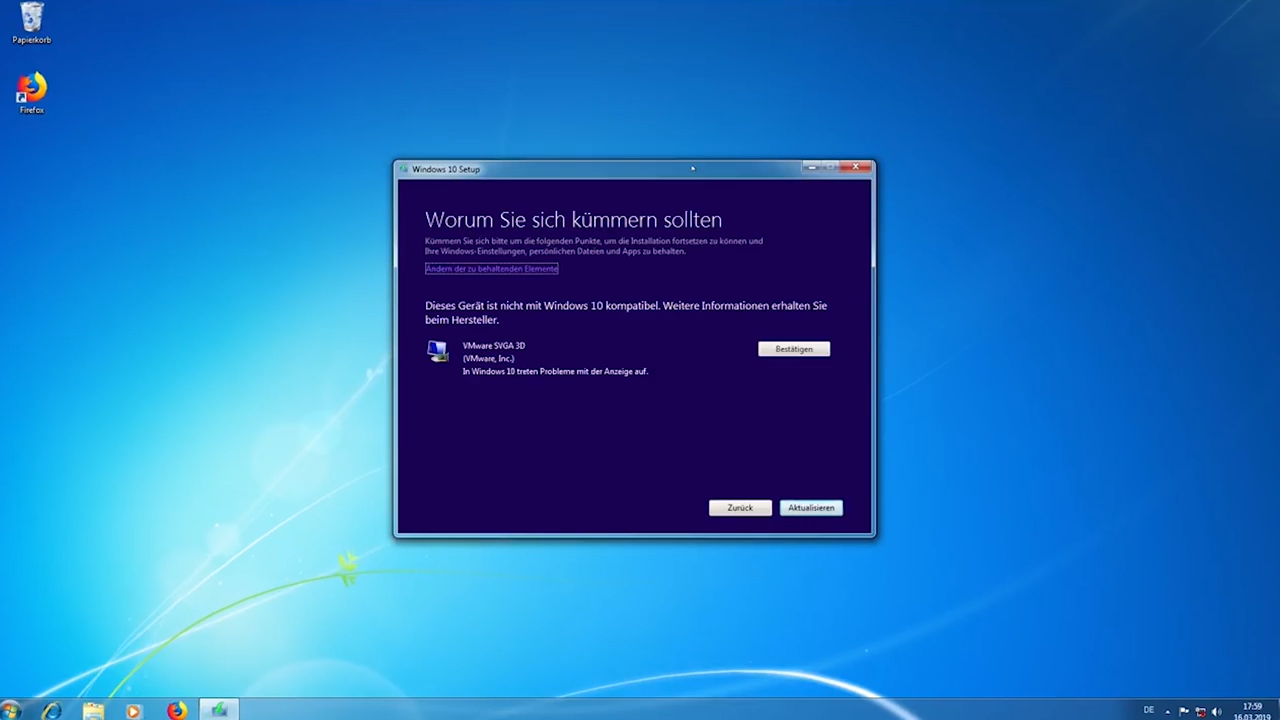 Papierkorb
Firefox
Windows 10 Setup
Worum Sie sich kümmern sollten
Kümmern Sie sich bitte um die folgenden Punkte, um die Installation fortsetzen zu können und
Ihre Windows-Einstellungen, persönlichen Dateien und Apps zu behalten.
Ändern der zu behaltenden Elemente
Dieses Gerät ist nicht mit Windows 10 kompatibel. Weitere Informationen erhalten Sie
beim Hersteller.
VMware SVGA 3D
(VMware, Inc.)
In Windows 10 treten Probleme mit der Anzeige auf.
Bestätigen
Zurück
Aktualisieren
DE
17:59
16.03.2019